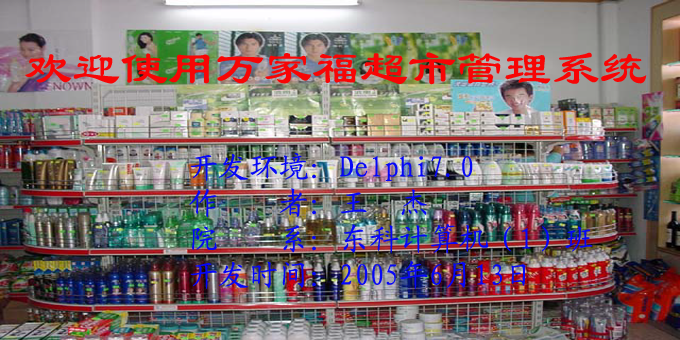 欢迎使用万家福超市管理系统
开发环境: Delphi7.0
作 者: 王 杰
院 系: 东科计算机(1)班
开发时间: 2005年6月13日